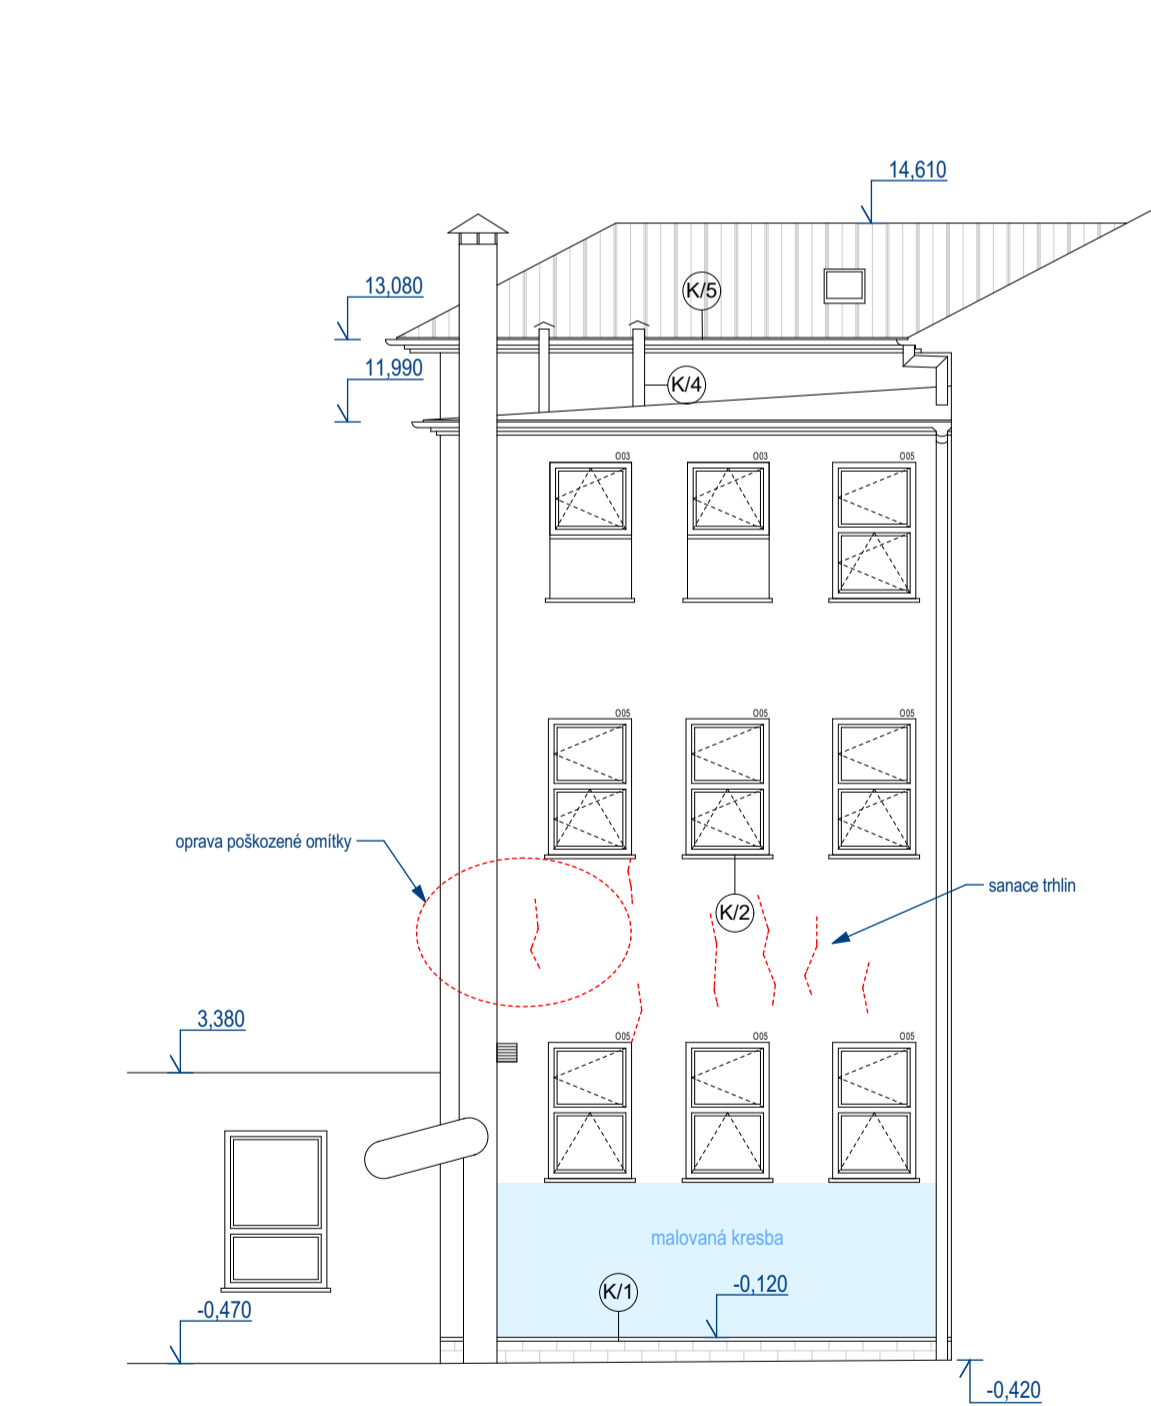 14,610
13,080
K/5
11,990
K/4
O03
O03
O05
O05
O05
O05
oprava poškozené omítky
sanace trhlin
K/2
3,380
O05
O05
O05
malovaná kresba
K/1
-0,120
-0,470
-0,420